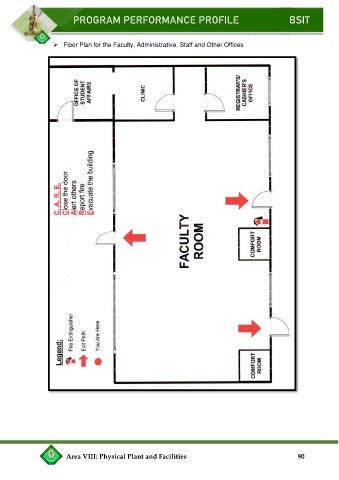 PROGRAM PERFORMANCE PROFILE BSIT
➢ Floor Plan for the Faculty, Administrative, Staff and Other Offices
OFFICE OF
STUDENT
AFFAIRS
CLINIC
REGISTRAR'S/
CASHIER'S
OFFICE
C. A. R. E.
Close the door
Alert others
Report fire
Evacuate the building
FACULTY
ROOM
COMFORT
ROOM
COMFORT
ROOM
Legend:
Fire Extinguisher
Exit Path
You Are Here
Area VIII: Physical Plant and Facilities 90